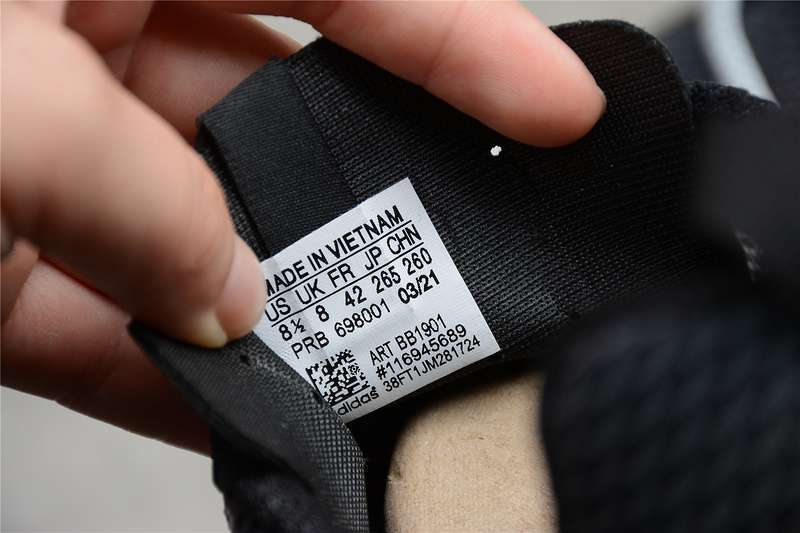 MADE IN VIETNAM
US UK FR JP CHN
8½ 8 42 265 260
PRB 698001 03/21
ART BB1901
#116945689
38FT1JM281724
adidas